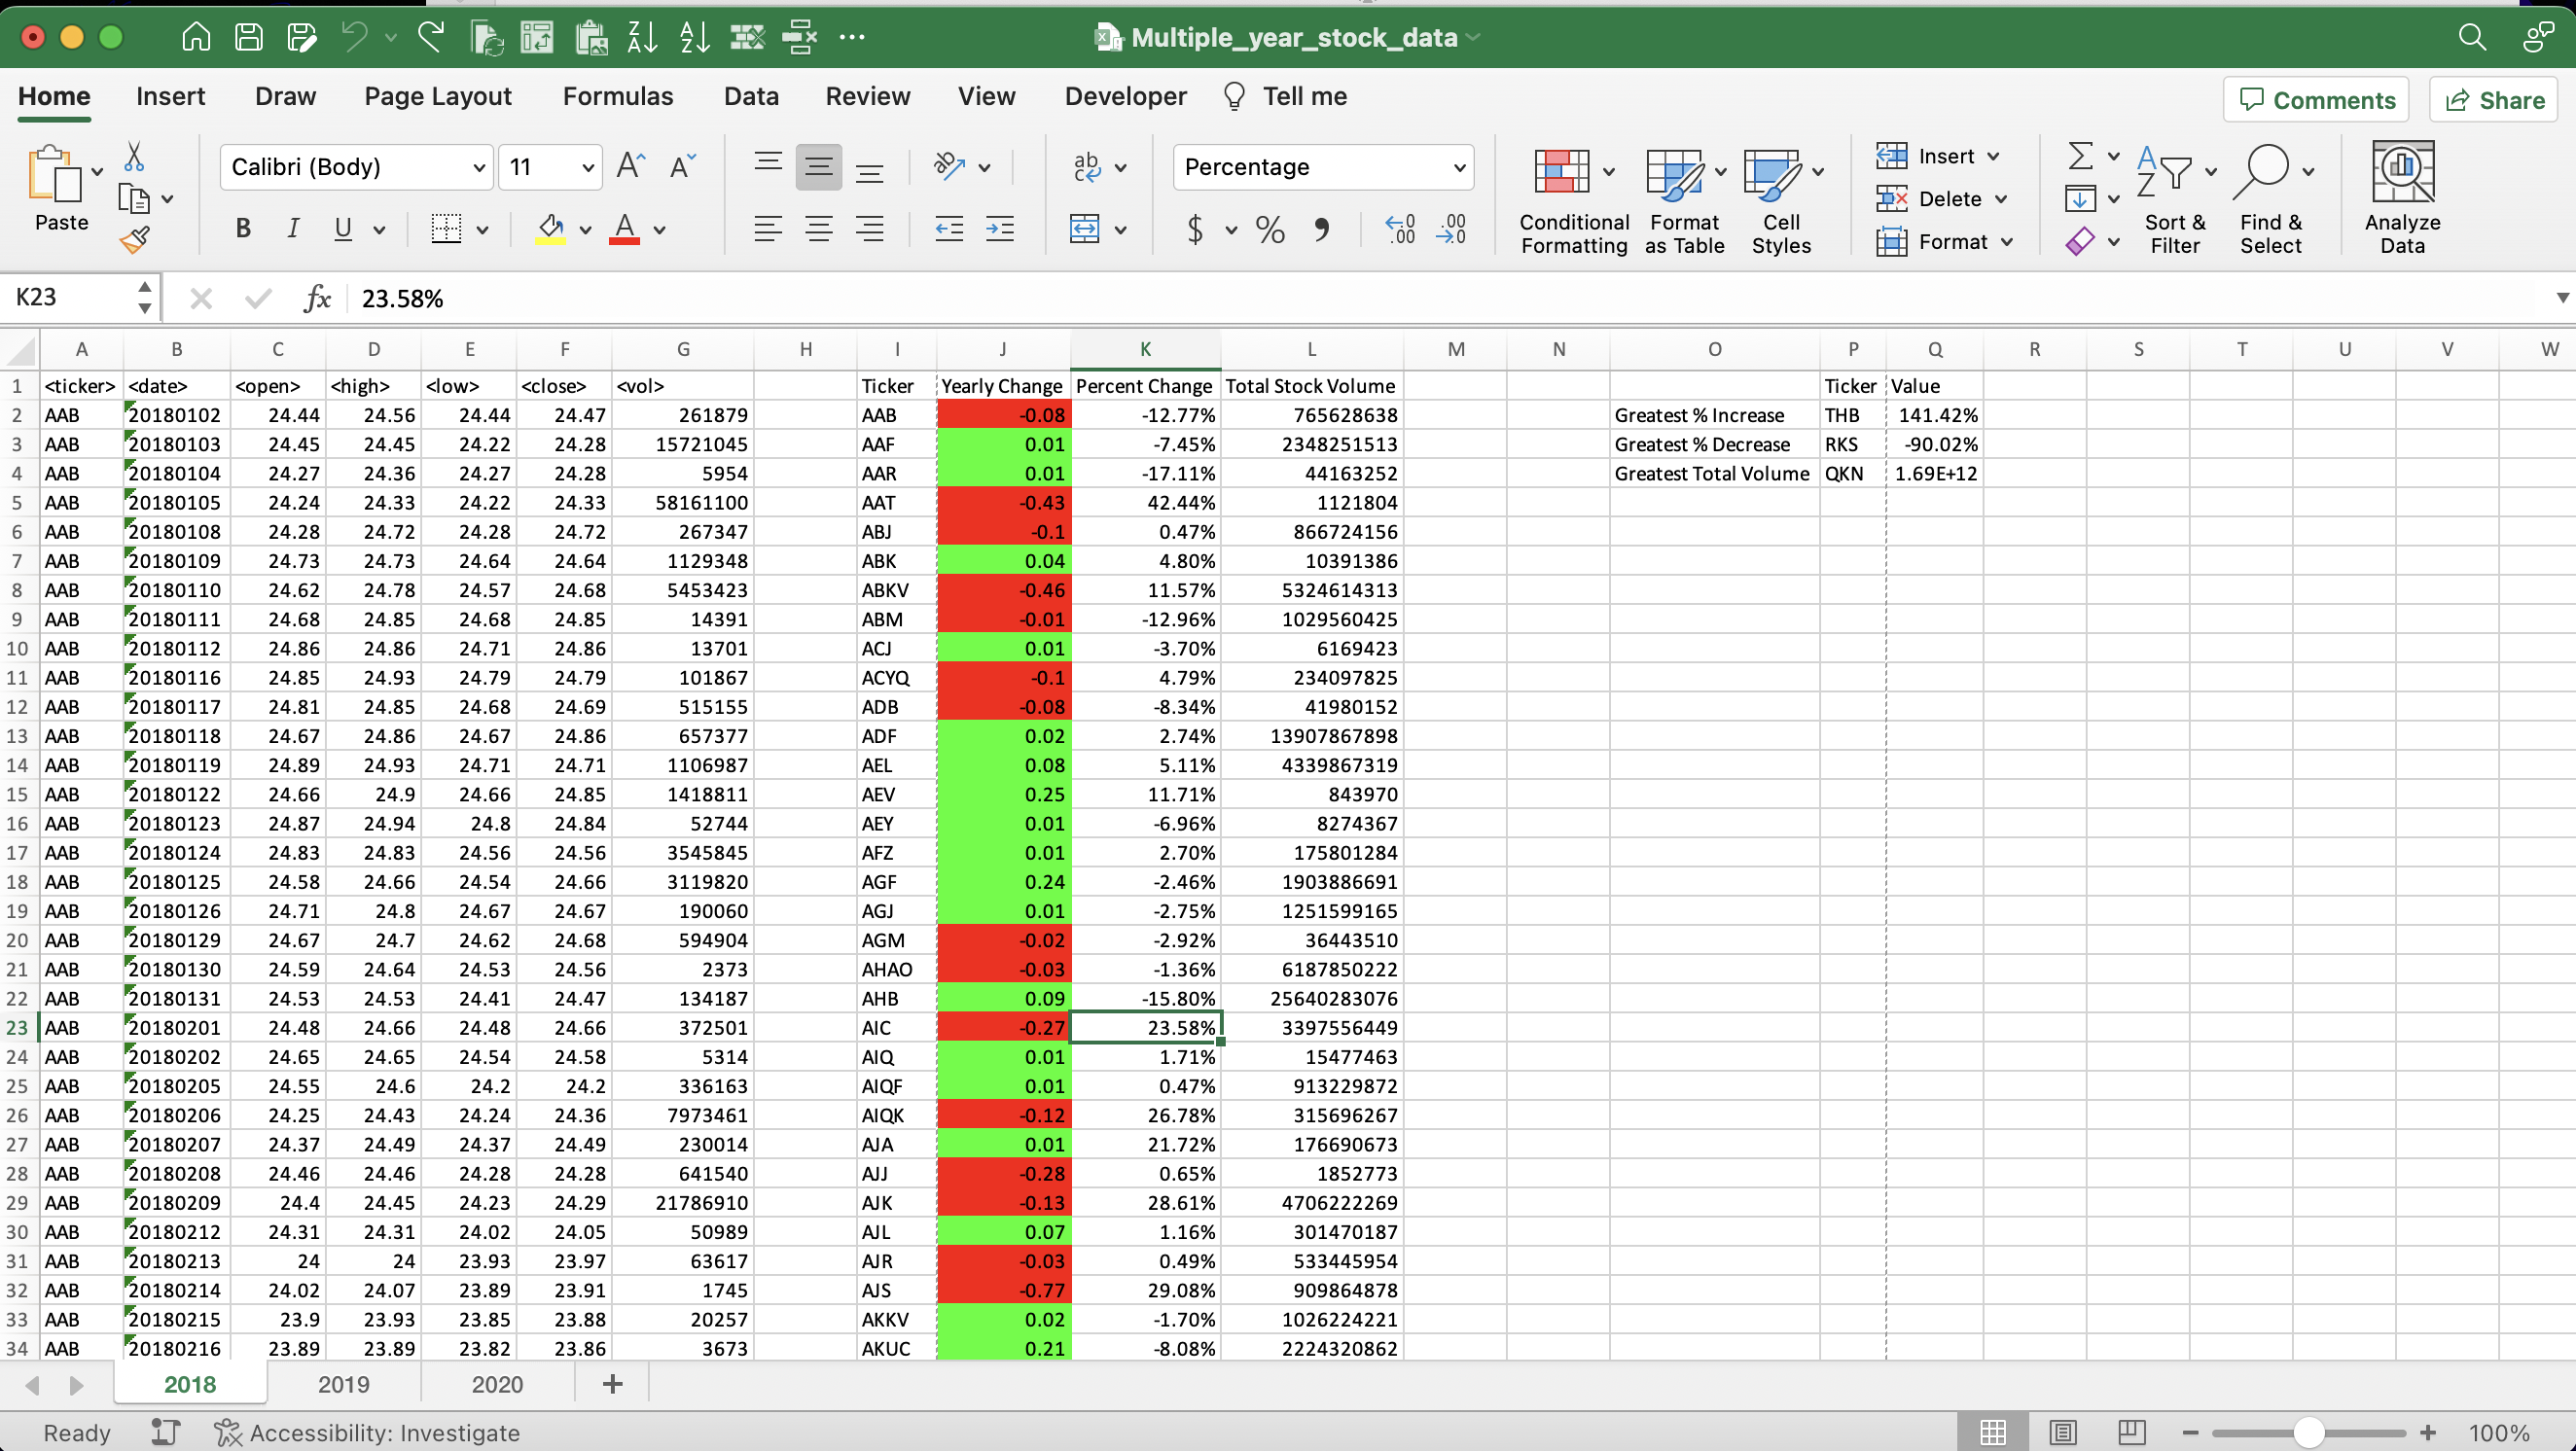 Multiple_year_stock_data
Home Insert Draw Page Layout Formulas Data Review View Developer Tell me Comments Share
Paste Calibri (Body) 11 Percentage Conditional Formatting Format as Table Cell Styles Insert Delete Format Sort & Filter Find & Select Analyze Data
K23 fx 23.58%
A B C D E F G H I J K L M N O P Q R S T U V W
1 <ticker> <date> <open> <high> <low> <close> <vol> Ticker Yearly Change Percent Change Total Stock Volume Ticker Value
2 AAB 20180102 24.44 24.56 24.44 24.47 261879 AAB -0.08 -12.77% 765628638 Greatest % Increase THB 141.42%
3 AAB 20180103 24.45 24.45 24.22 24.28 15721045 AAF 0.01 -7.45% 2348251513 Greatest % Decrease RKS -90.02%
4 AAB 20180104 24.27 24.36 24.27 24.28 5954 AAR 0.01 -17.11% 44163252 Greatest Total Volume QKN 1.69E+12
5 AAB 20180105 24.24 24.33 24.22 24.33 58161100 AAT -0.43 42.44% 1121804
6 AAB 20180108 24.28 24.72 24.28 24.72 267347 ABJ -0.1 0.47% 866724156
7 AAB 20180109 24.73 24.73 24.64 24.64 1129348 ABK 0.04 4.80% 10391386
8 AAB 20180110 24.62 24.78 24.57 24.68 5453423 ABKV -0.46 11.57% 5324614313
9 AAB 20180111 24.68 24.85 24.68 24.85 14391 ABM -0.01 -12.96% 1029560425
10 AAB 20180112 24.86 24.86 24.71 24.86 13701 ACJ 0.01 -3.70% 6169423
11 AAB 20180116 24.85 24.93 24.79 24.79 101867 ACYQ -0.1 4.79% 234097825
12 AAB 20180117 24.81 24.85 24.68 24.69 515155 ADB -0.08 -8.34% 41980152
13 AAB 20180118 24.67 24.86 24.67 24.86 657377 ADF 0.02 2.74% 13907867898
14 AAB 20180119 24.89 24.93 24.71 24.71 1106987 AEL 0.08 5.11% 4339867319
15 AAB 20180122 24.66 24.9 24.66 24.85 1418811 AEV 0.25 11.71% 843970
16 AAB 20180123 24.87 24.94 24.8 24.84 52744 AEY 0.01 -6.96% 8274367
17 AAB 20180124 24.83 24.83 24.56 24.56 3545845 AFZ 0.01 2.70% 175801284
18 AAB 20180125 24.58 24.66 24.54 24.66 3119820 AGF 0.24 -2.46% 1903886691
19 AAB 20180126 24.71 24.8 24.67 24.67 190060 AGJ 0.01 -2.75% 1251599165
20 AAB 20180129 24.67 24.7 24.62 24.68 594904 AGM -0.02 -2.92% 36443510
21 AAB 20180130 24.59 24.64 24.53 24.56 2373 AHAO -0.03 -1.36% 6187850222
22 AAB 20180131 24.53 24.53 24.41 24.47 134187 AHB 0.09 -15.80% 25640283076
23 AAB 20180201 24.48 24.66 24.48 24.66 372501 AIC -0.27 23.58% 3397556449
24 AAB 20180202 24.65 24.65 24.54 24.58 5314 AIQ 0.01 1.71% 15477463
25 AAB 20180205 24.55 24.6 24.2 24.2 336163 AIQF 0.01 0.47% 913229872
26 AAB 20180206 24.25 24.43 24.24 24.36 7973461 AIQK -0.12 26.78% 315696267
27 AAB 20180207 24.37 24.49 24.37 24.49 230014 AJA 0.01 21.72% 176690673
28 AAB 20180208 24.46 24.46 24.28 24.28 641540 AJJ -0.28 0.65% 1852773
29 AAB 20180209 24.4 24.45 24.23 24.29 21786910 AJK -0.13 28.61% 4706222269
30 AAB 20180212 24.31 24.31 24.02 24.05 50989 AJL 0.07 1.16% 301470187
31 AAB 20180213 24 24 23.93 23.97 63617 AJR -0.03 0.49% 533445954
32 AAB 20180214 24.02 24.07 23.89 23.91 1745 AJS -0.77 29.08% 909864878
33 AAB 20180215 23.9 23.93 23.85 23.88 20257 AKKV 0.02 -1.70% 1026224221
34 AAB 20180216 23.89 23.89 23.82 23.86 3673 AKUC 0.21 -8.08% 2224320862
2018 2019 2020 +
Ready Accessibility: Investigate 100%